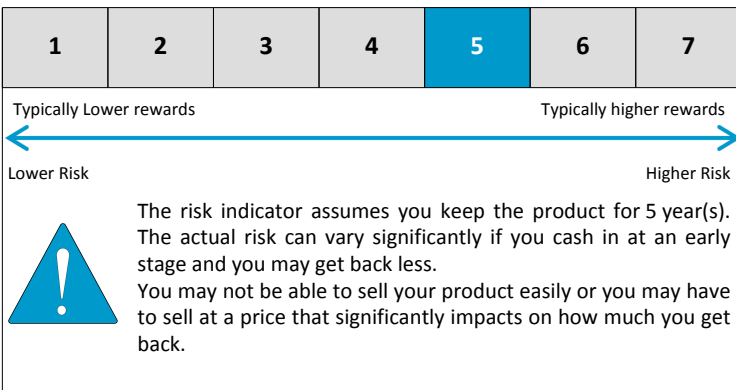 1 2 3 4 5 6 7
Typically Lower rewards Typically higher rewards
Lower Risk Higher Risk
The risk indicator assumes you keep the product for 5 year(s).
The actual risk can vary significantly if you cash in at an early
stage and you may get back less.
You may not be able to sell your product easily or you may have
to sell at a price that significantly impacts on how much you get
back.